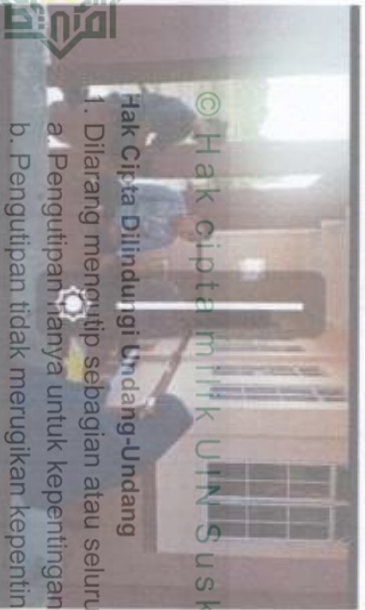 © Hak cipta milik UIN Susk
Hak Cipta Dilindungi Undang-Undang
1. Dilarang mengutip sebagian atau seluru
a Pengutipan hanya untuk kepentingan
b. Pengutipan tidak merugikan kepentin